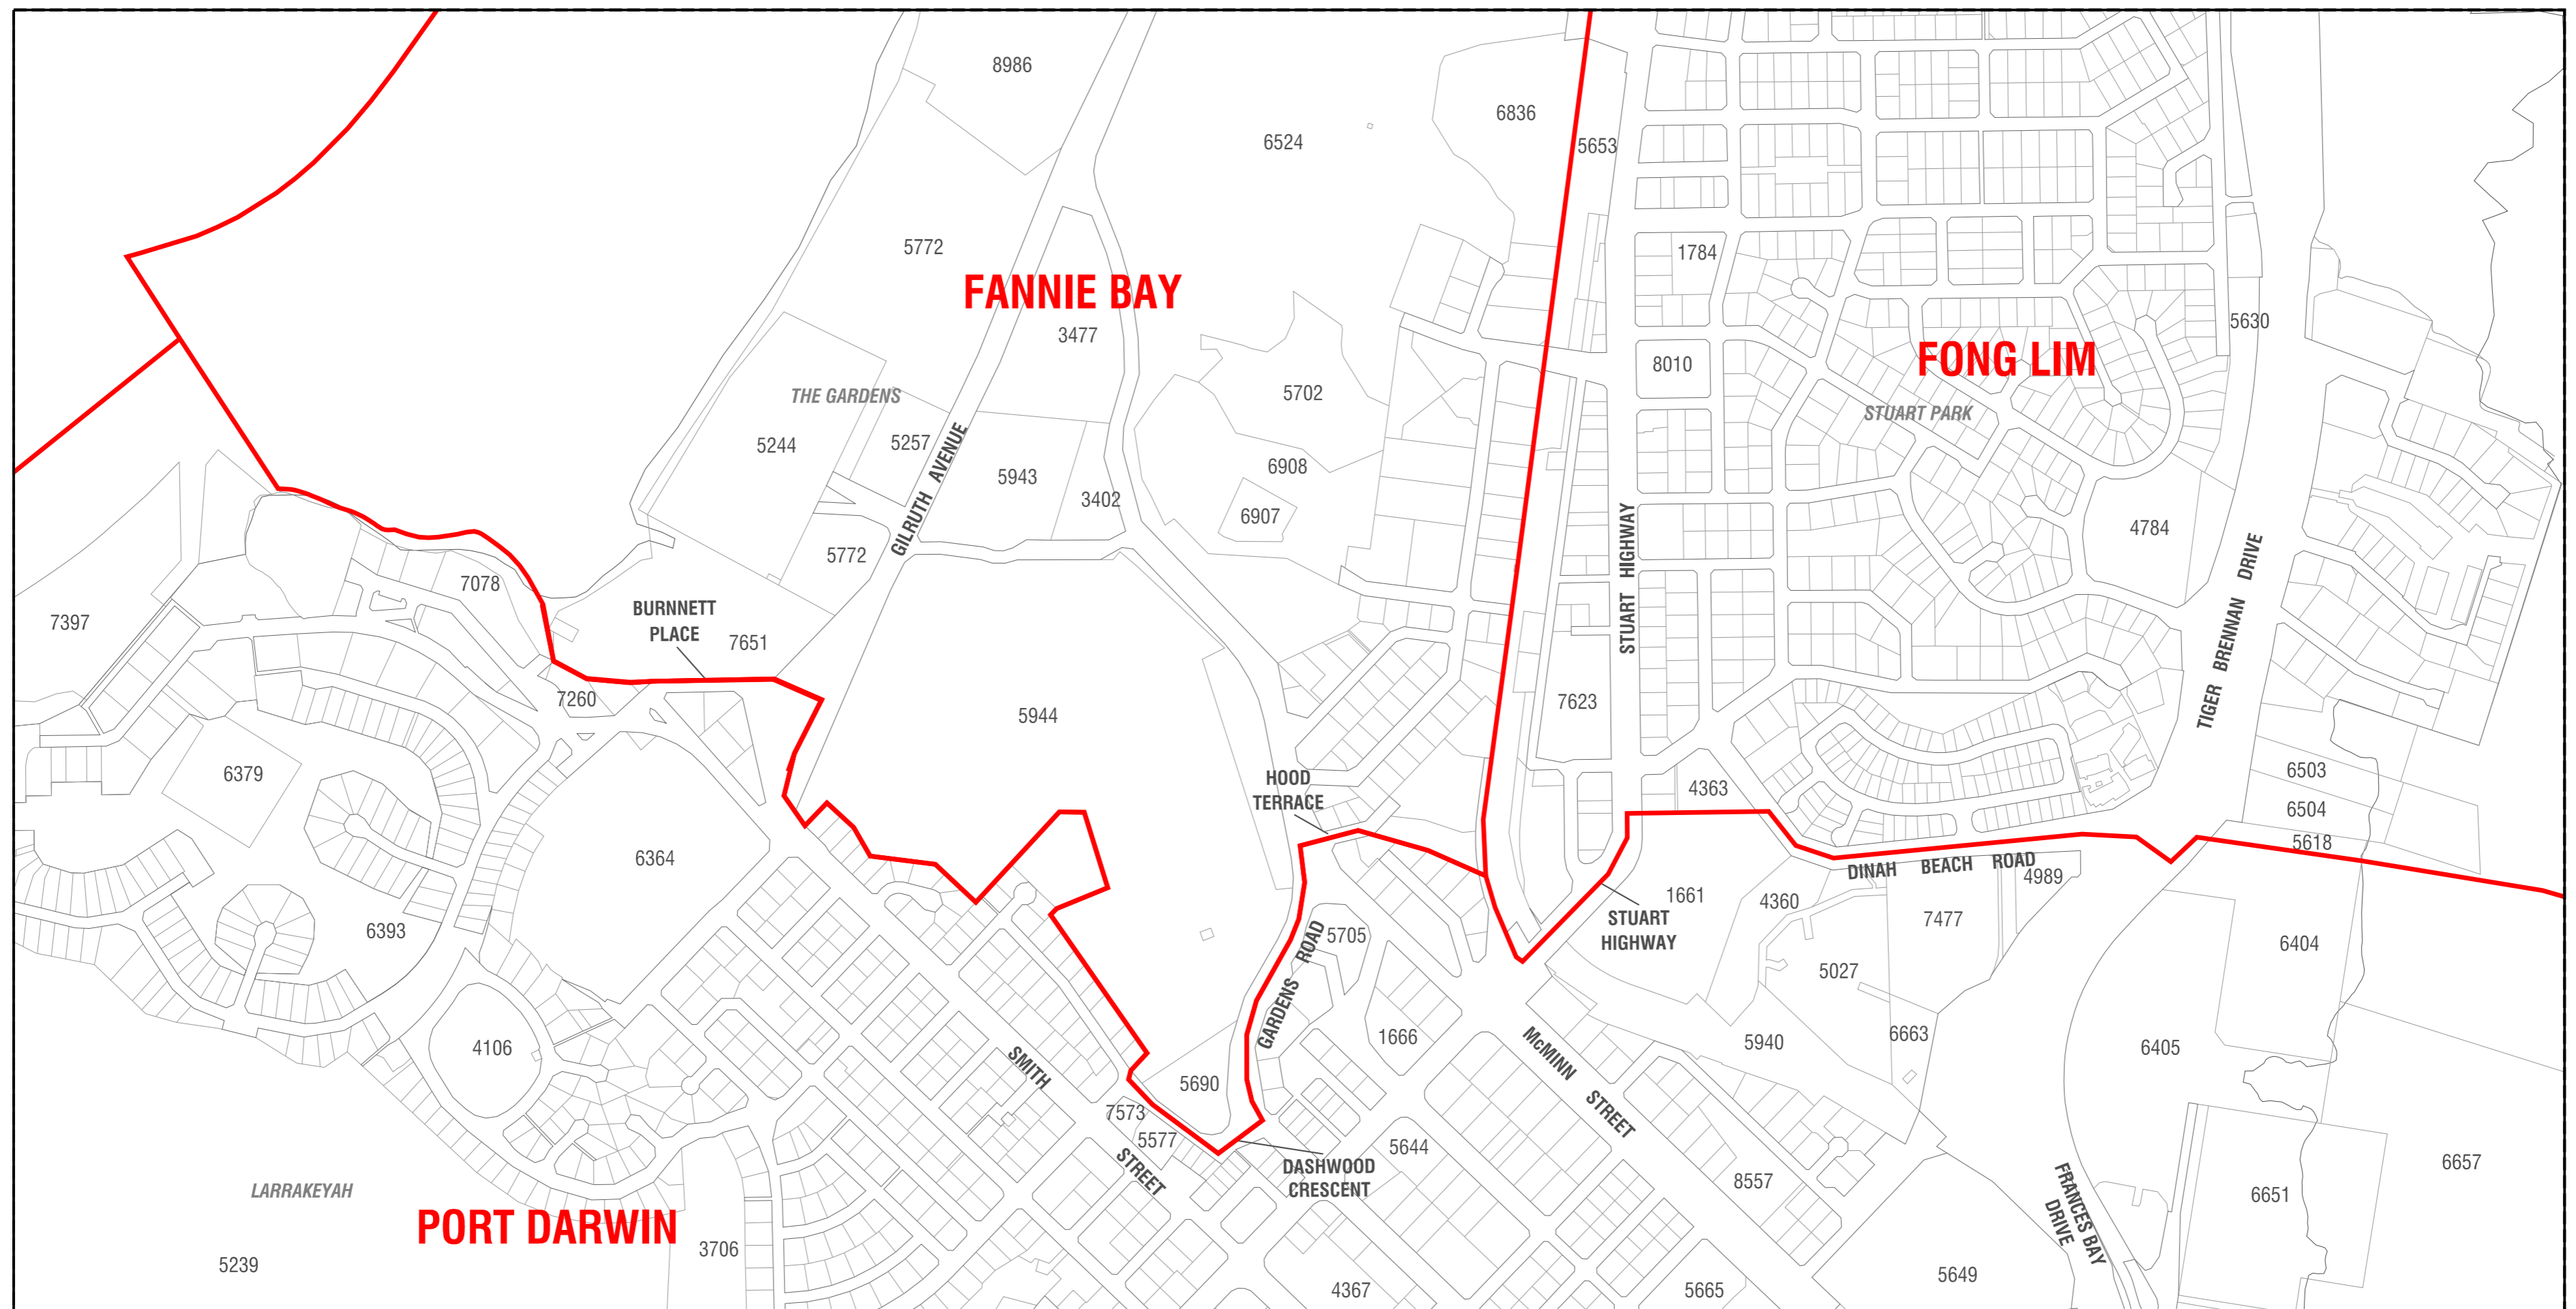 8986
6836
6524
5653
5772
1784
FANNIE BAY
3477
5630
FONG LIM
8010
THE GARDENS
5702
STUART PARK
5244
5257
GILRUTH AVENUE
5943
3402
6908
6907
4784
5772
STUART HIGHWAY
TIGER BRENNAN DRIVE
7078
7397
BURNNETT
PLACE
7651
7260
7623
5944
6379
HOOD
TERRACE
4363
6503
6504
5618
6364
DINAH BEACH ROAD
4989
1661
4360
STUART
HIGHWAY
7477
6393
GARDENS ROAD
5705
6404
5027
4106
1666
McMINN
STREET
5940
6663
6405
SMITH
STREET
5690
7573
5577
5644
DASHWOOD
CRESCENT
8557
6657
6651
FRANCES BAY
DRIVE
LARRAKEYAH
PORT DARWIN
3706
5239
4367
5665
5649